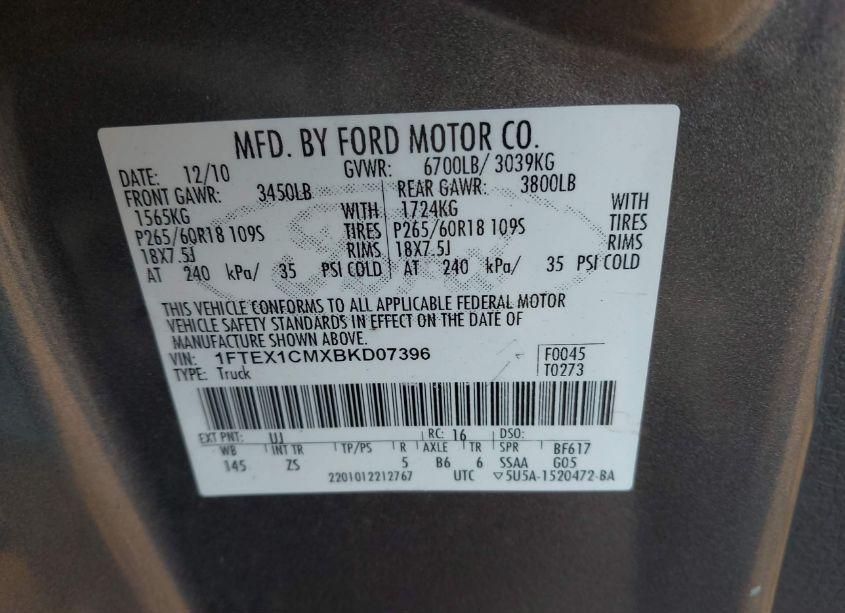 MFD. BY FORD MOTOR CO.
DATE: 12/10 GVWR: 6700LB/ 3039KG
FRONT GAWR: 3450LB REAR GAWR: 3800LB
1565KG WITH 1724KG WITH
P265/60R18 109S TIRES P265/60R18 109S TIRES
18X7.5J RIMS 18X7.5J RIMS
AT 240 kPa/ 35 PSI COLD AT 240 kPa/ 35 PSI COLD
THIS VEHICLE CONFORMS TO ALL APPLICABLE FEDERAL MOTOR
VEHICLE SAFETY STANDARDS IN EFFECT ON THE DATE OF
MANUFACTURE SHOWN ABOVE.
VIN: 1FTEX1CMXBKD07396 F0045
TYPE: Truck T0273
EXT PNT: UJ RC: 16 DSO:
WB INT TR TP/PS R AXLE TR SPR BF617
145 ZS 5 B6 6 SSAA G05
2201012212767 UTC ▽5U5A-1520472-BA